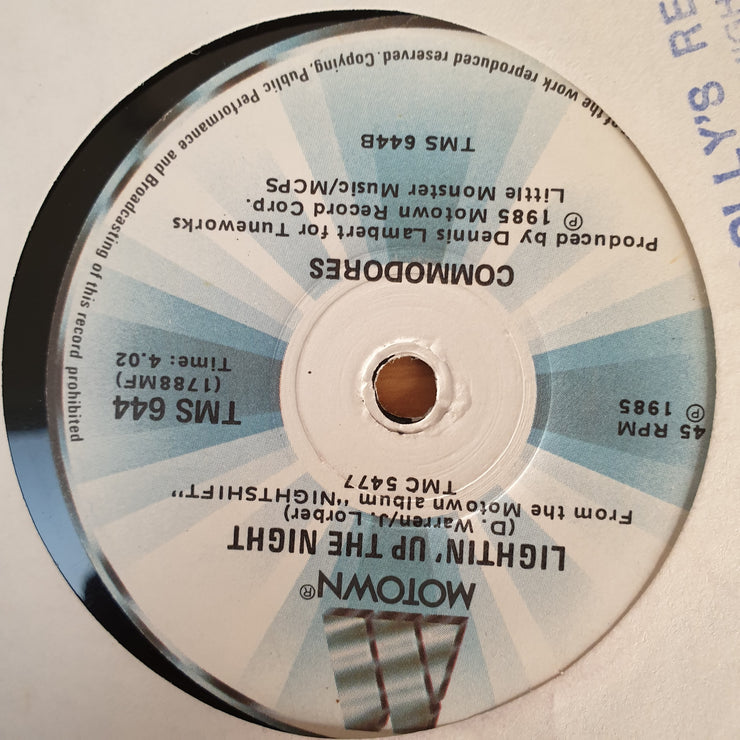 MOTOWN®
LIGHTIN' UP THE NIGHT
(D. Warren/J. Lorber)
From the Motown album "NIGHTSHIFT"
TMC 5477
45 RPM
Ⓟ 1985
TMS 644
(1788MF)
Time: 4.02
COMMODORES
Produced by Dennis Lambert for Tuneworks
Ⓟ 1985 Motown Record Corp.
Little Monster Music/MCPS
TMS 644B
of the work reproduced reserved. Copying, Public Performance and Broadcasting of this record prohibited
LLY'S RE